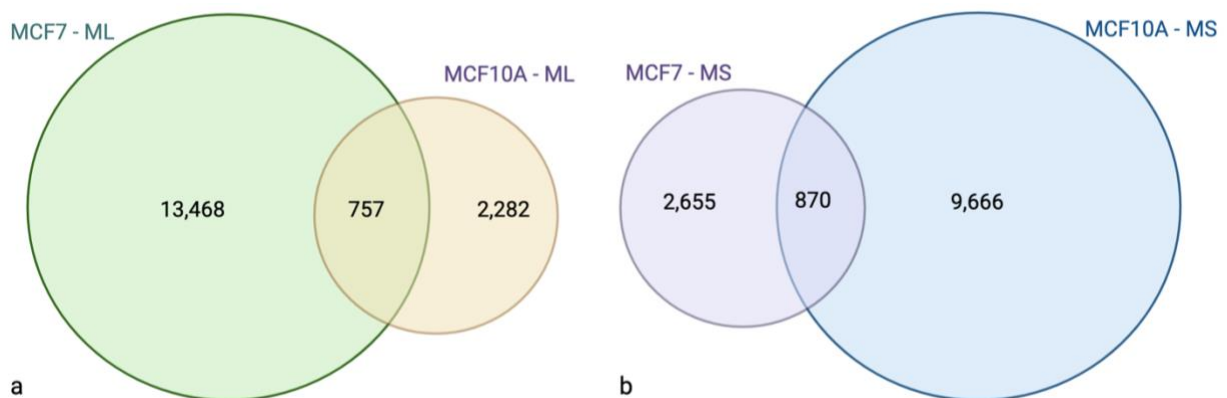 MCF7 - ML
MCF10A - ML
13,468
757
2,282
a
MCF7 - MS
MCF10A - MS
2,655
870
9,666
b